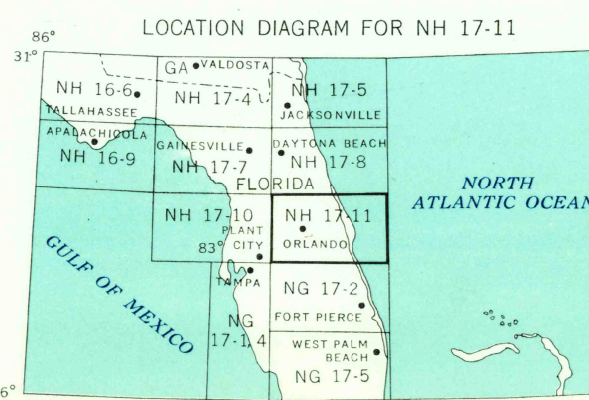 LOCATION DIAGRAM FOR NH 17-11
86°
31°
GA
VALDOSTA
NH 16-6
TALLAHASSEE
NH 17-4
NH 17-5
JACKSONVILLE
APALACHICOLA
NH 16-9
GAINESVILLE
NH 17-7
DAYTONA BEACH
NH 17-8
FLORIDA
NORTH
ATLANTIC OCEAN
NH 17-10
PLANT
83° CITY
NH 17-11
ORLANDO
GULF OF MEXICO
TAMPA
NG
17-1,4
NG 17-2
FORT PIERCE
WEST PALM
BEACH
NG 17-5
6°